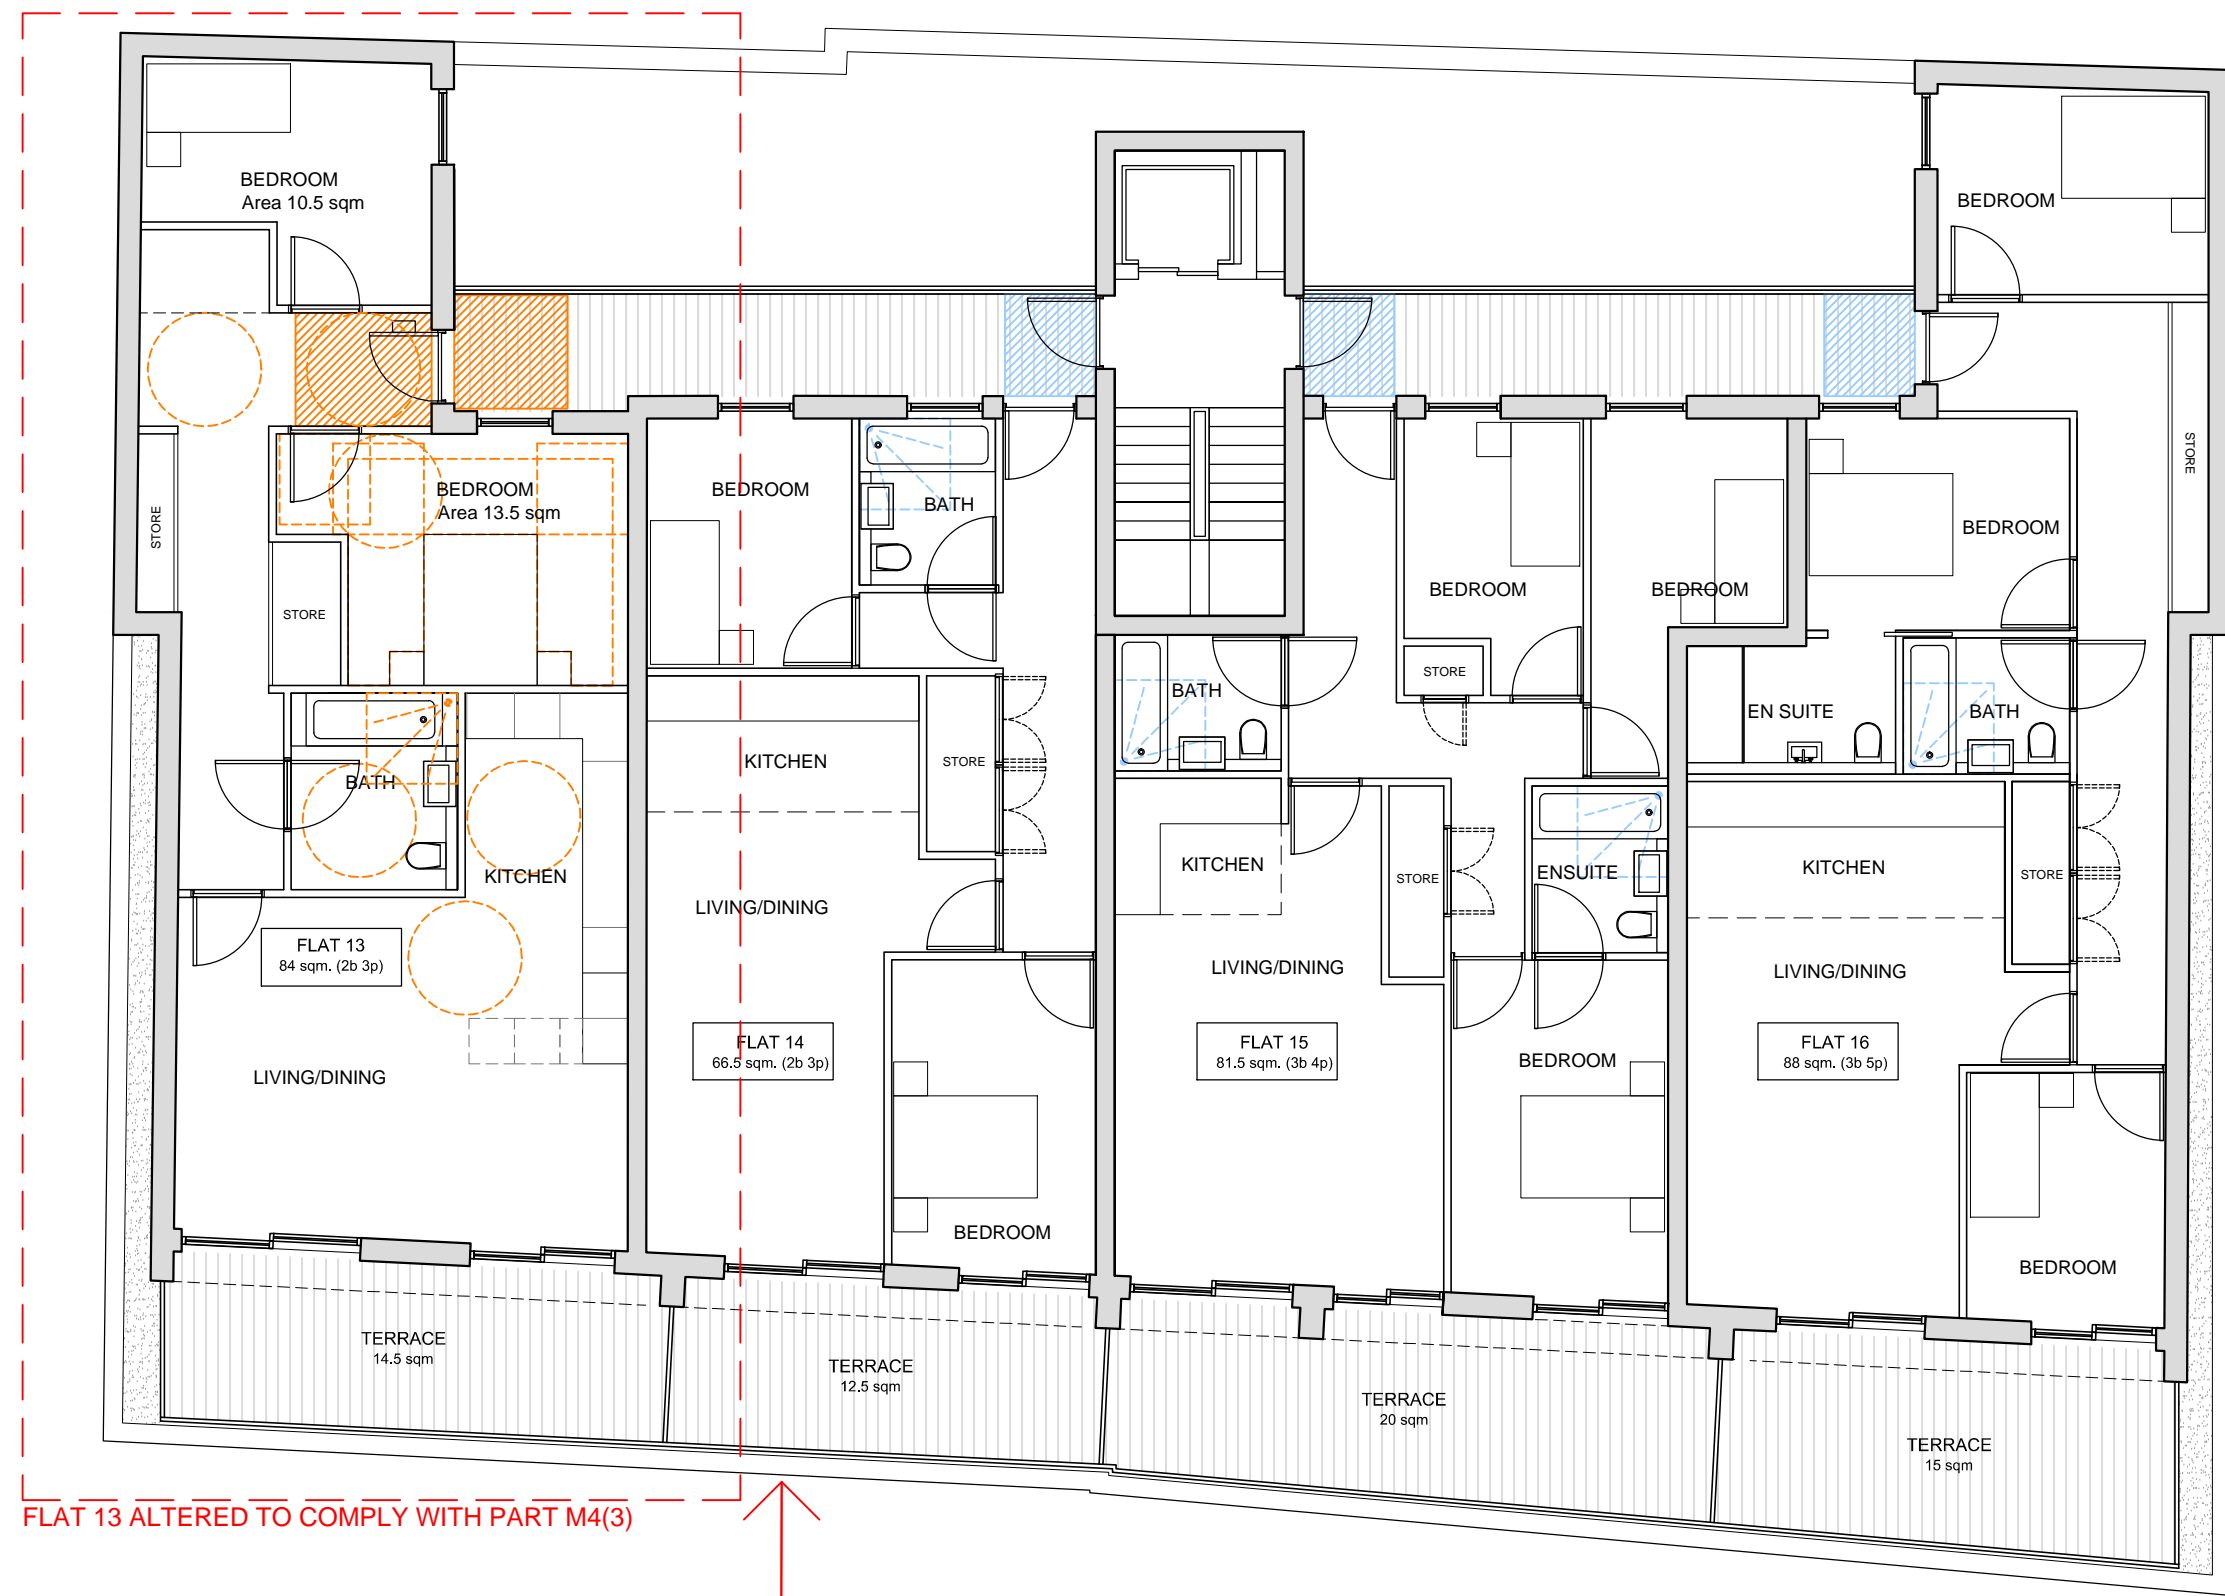 BEDROOM
Area 10.5 sqm
BEDROOM
STORE
BEDROOM
Area 13.5 sqm
STORE
STORE
BEDROOM
BATH
BEDROOM
BEDROOM
BEDROOM
STORE
BATH
KITCHEN
FLAT 13
84 sqm. (2b 3p)
LIVING/DINING
KITCHEN
STORE
LIVING/DINING
FLAT 14
66.5 sqm. (2b 3p)
BEDROOM
BATH
STORE
KITCHEN
STORE
ENSUITE
LIVING/DINING
FLAT 15
81.5 sqm. (3b 4p)
BEDROOM
EN SUITE
BATH
KITCHEN
STORE
LIVING/DINING
FLAT 16
88 sqm. (3b 5p)
BEDROOM
TERRACE
14.5 sqm
TERRACE
12.5 sqm
TERRACE
20 sqm
TERRACE
15 sqm
FLAT 13 ALTERED TO COMPLY WITH PART M4(3)